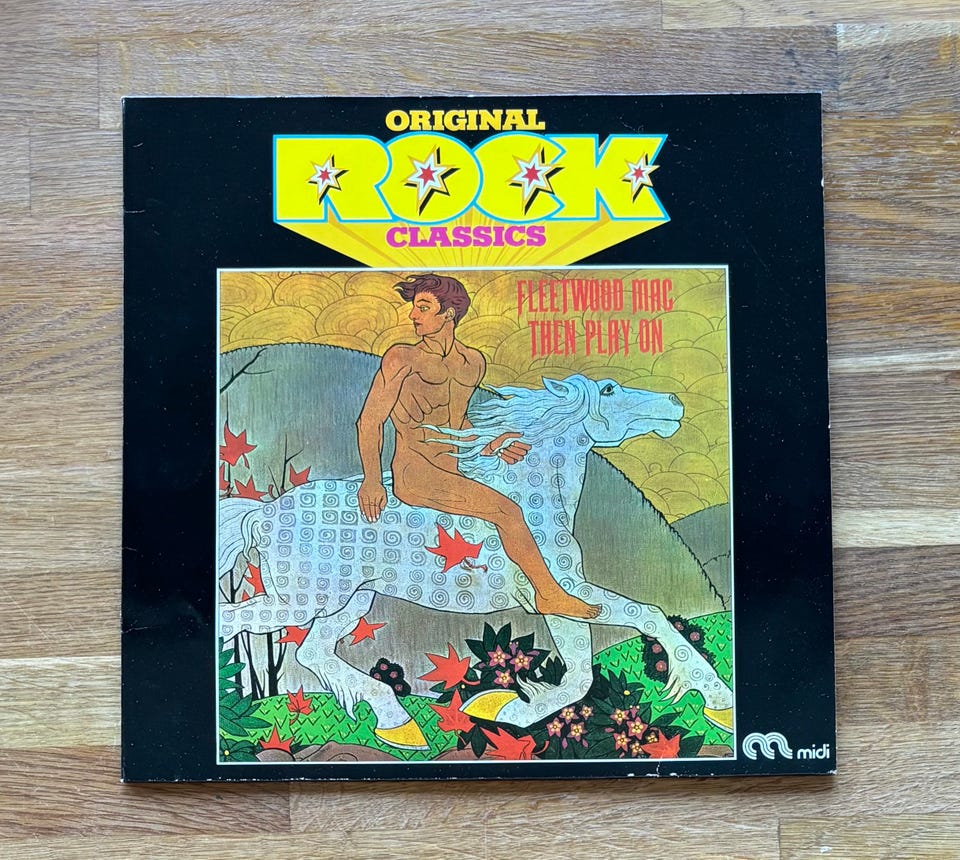 ORIGINAL
ROCK
CLASSICS
FLEETWOOD MAC
THEN PLAY ON
midi